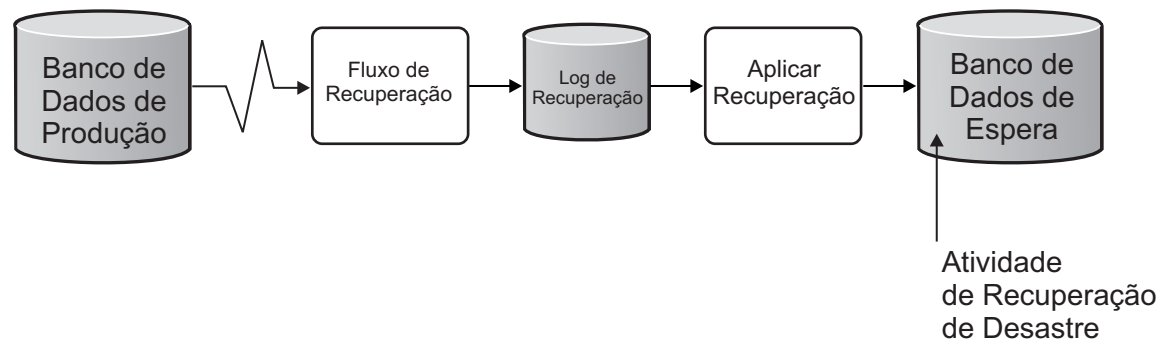 Banco de
Dados de
Produção
Fluxo de
Recuperação
Log de
Recuperação
Aplicar
Recuperação
Banco de
Dados de
Espera
Atividade
de Recuperação
de Desastre